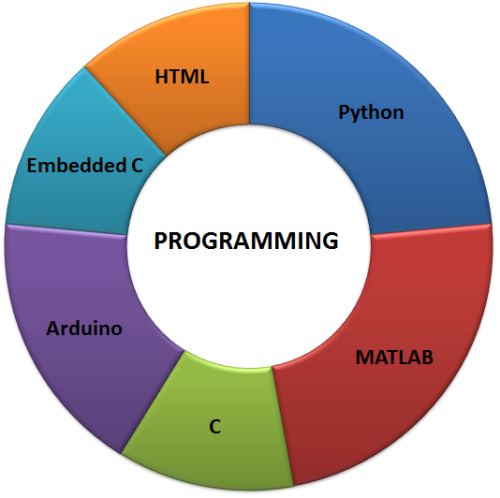 HTML
Python
Embedded C
PROGRAMMING
Arduino
MATLAB
C